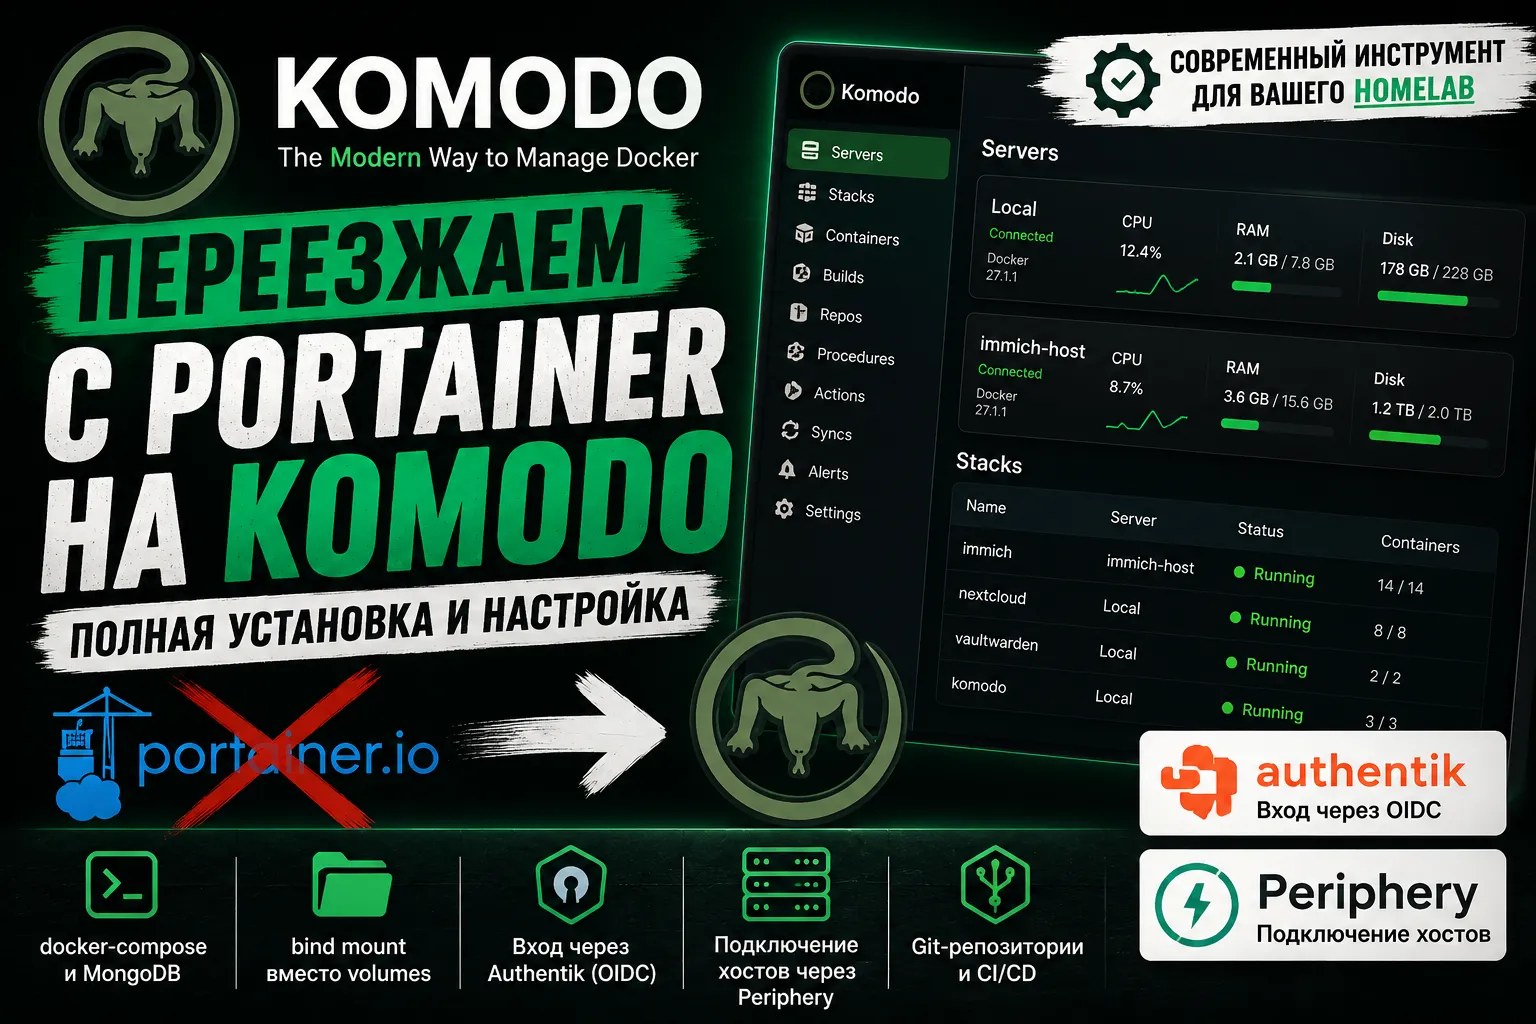 KOMODO
The Modern Way to Manage Docker
ПЕРЕЕЗЖАЕМ
С PORTAINER
НА KOMODO
ПОЛНАЯ УСТАНОВКА И НАСТРОЙКА
portainer.io
СОВРЕМЕННЫЙ ИНСТРУМЕНТ
ДЛЯ ВАШЕГО HOMELAB
Komodo
Servers
Stacks
Containers
Builds
Repos
Procedures
Actions
Syncs
Alerts
Settings
Servers
Local
Connected
Docker
27.1.1
CPU
12.4%
RAM
2.1 GB / 7.8 GB
Disk
178 GB / 228 GB
immich-host
Connected
Docker
27.1.1
CPU
8.7%
RAM
3.6 GB / 15.6 GB
Disk
1.2 TB / 2.0 TB
Stacks
Name Server Status Containers
immich immich-host Running 14 / 14
nextcloud Local Running 8 / 8
vaultwarden Local Running 2 / 2
komodo Local Running 3 / 3
authentik
Вход через OIDC
Periphery
Подключение хостов
docker-compose
и MongoDB
bind mount
вместо volumes
Вход через
Authentik (OIDC)
Подключение
хостов через
Periphery
Git-репозитории
и CI/CD